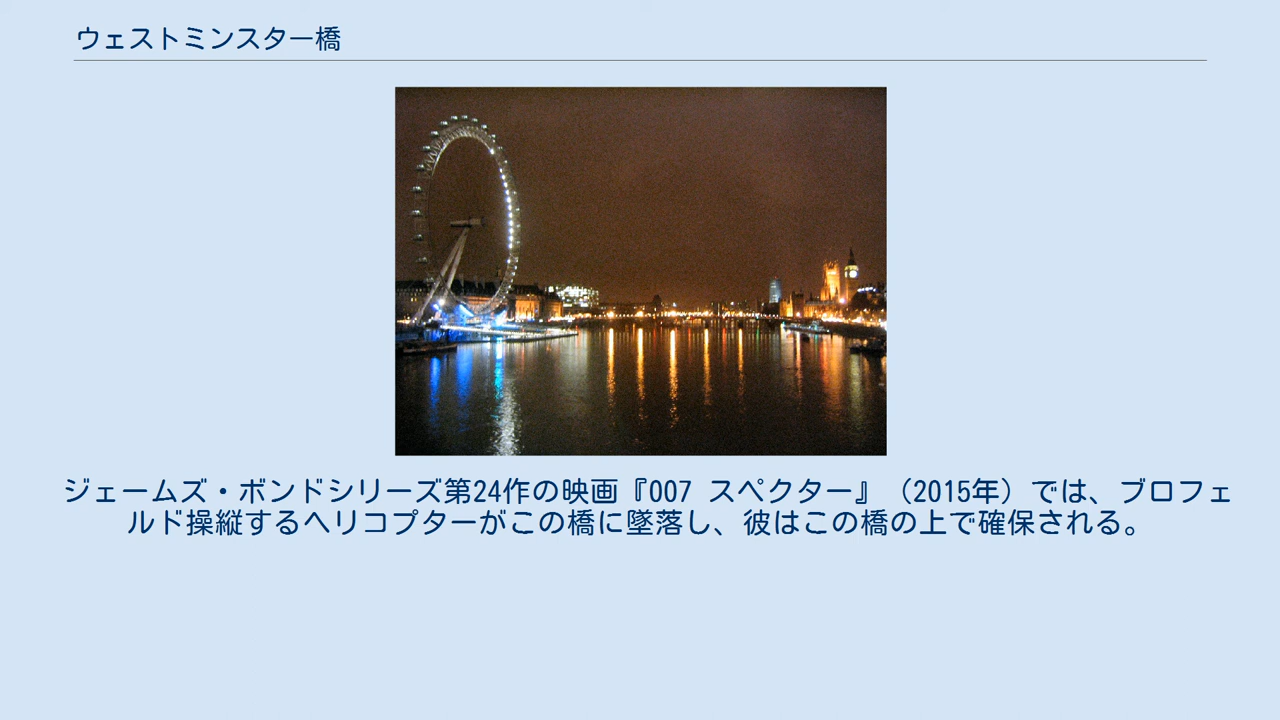 ウェストミンスター橋
ジェームズ・ボンドシリーズ第24作の映画『007 スペクター』（2015年）では、ブロフェ
ルド操縦するヘリコプターがこの橋に墜落し、彼はこの橋の上で確保される。